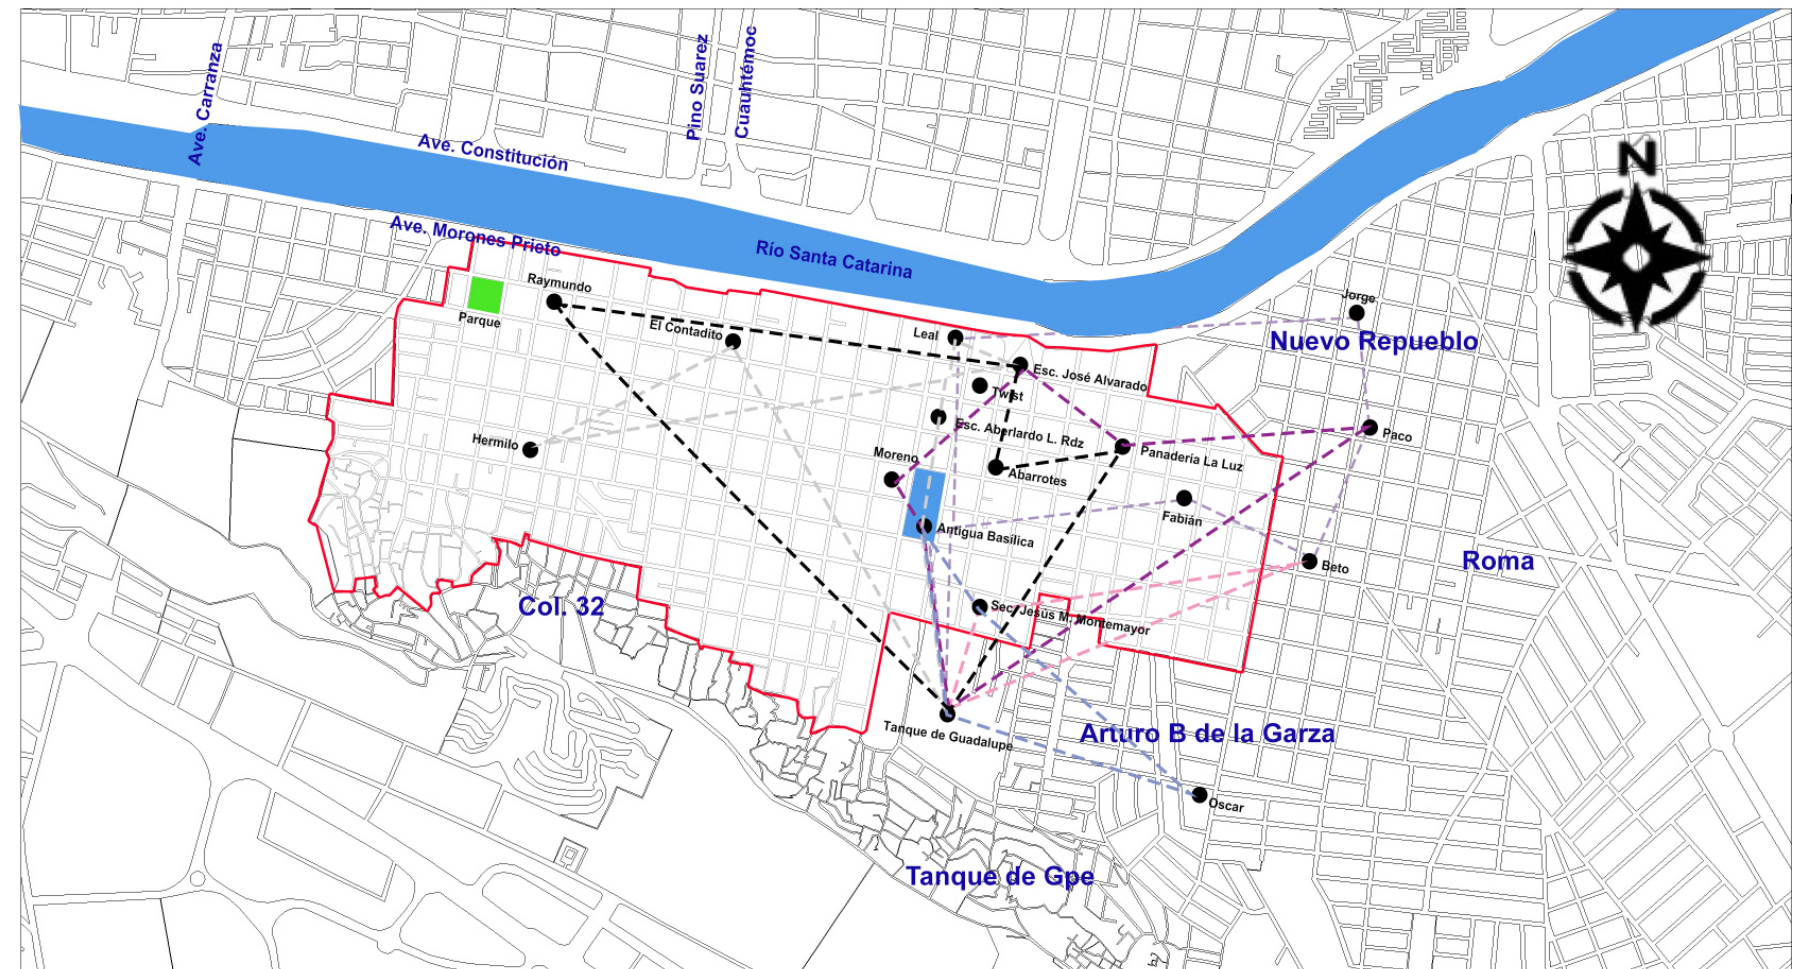 Ave. Carranza
Pino Suarez
Cuauhtémoc
Ave. Constitución
N
Ave. Morones Prieto
Río Santa Catarina
Raymundo
Parque
El Contadito
Leal
Jorge
Nuevo Repueblo
Esc. José Alvarado
Twist
Esc. Aberlardo L. Rdz
Paco
Hermilo
Moreno
Panadería La Luz
Abarrotes
Fabián
Antigua Basílica
Roma
Beto
Col. 32
Sec. Jesús M. Montemayor
Tanque de Guadalupe
Arturo B de la Garza
Oscar
Tanque de Gpe